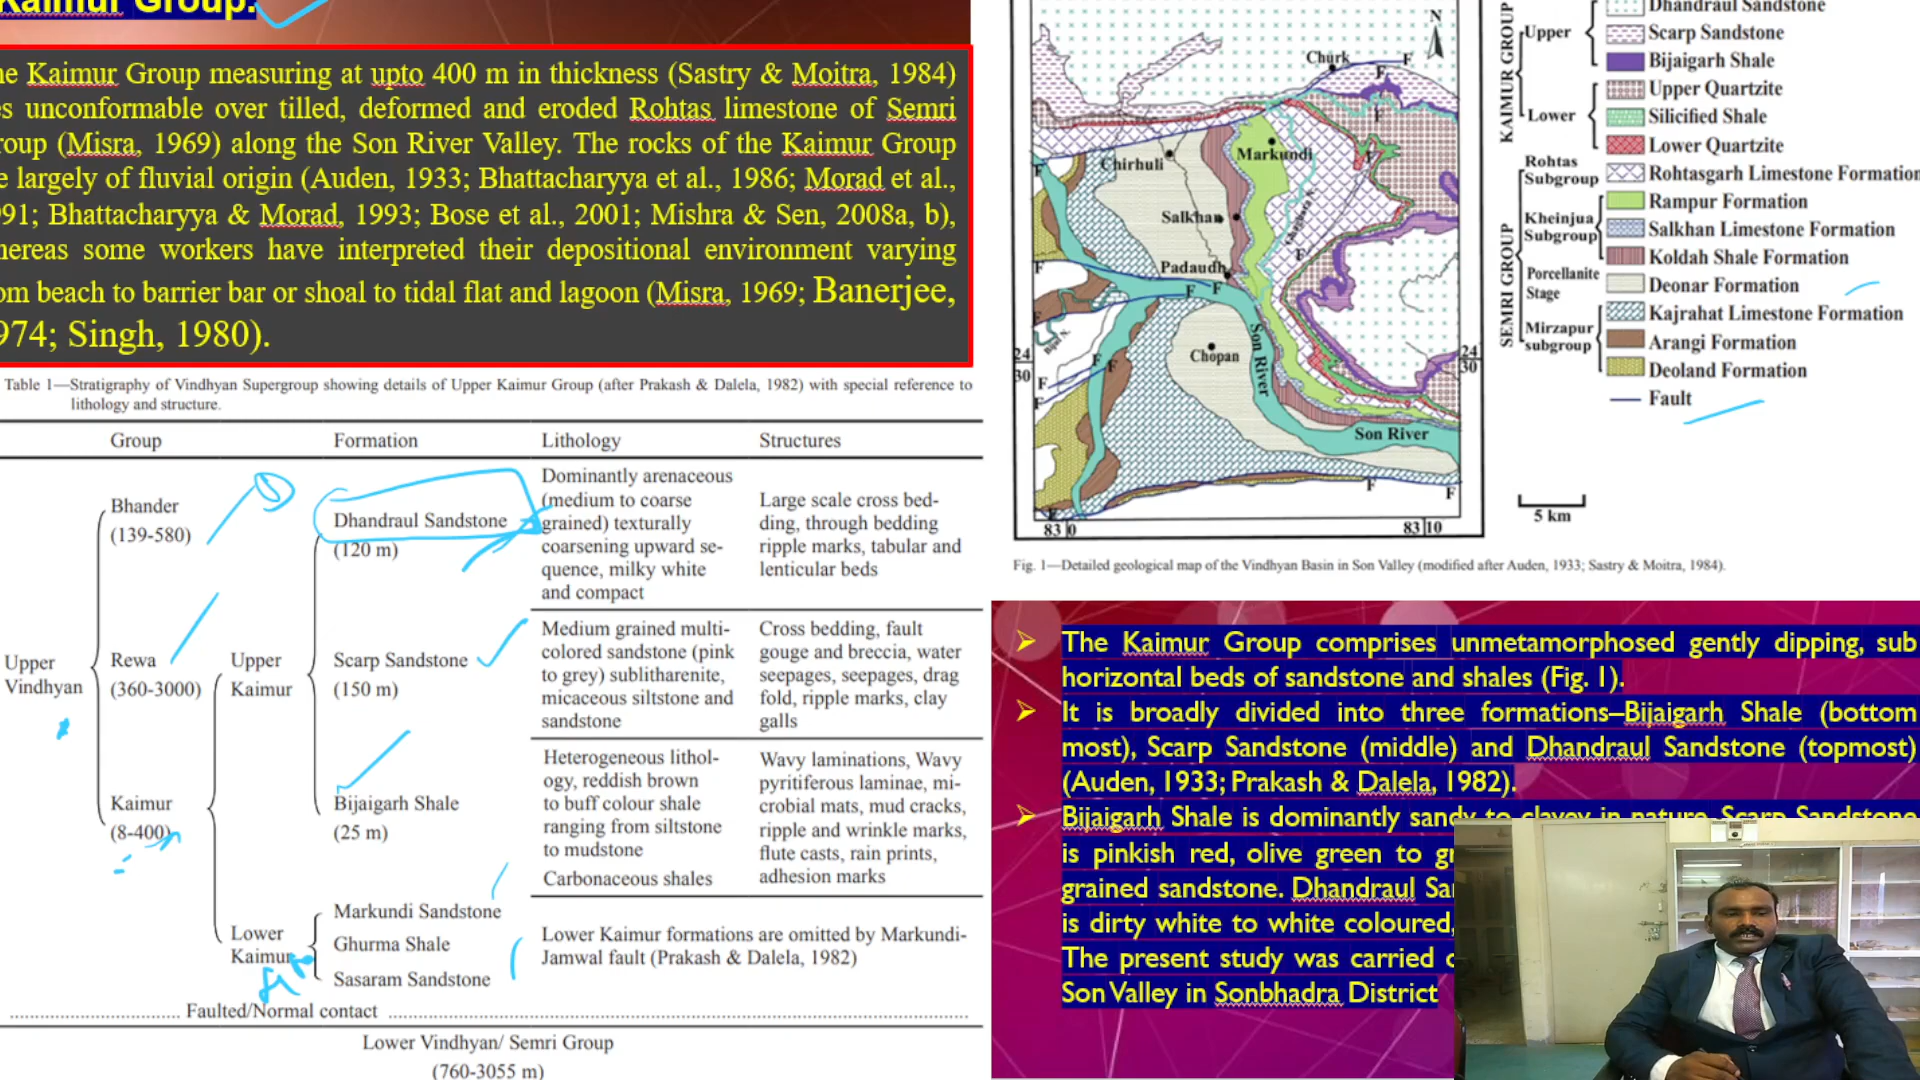 Kaimur Group:
Kaimur Group measuring at upto 400 m in thickness (Sastry & Moitra, 1984)
unconformable over tilled, deformed and eroded Rohtas limestone of Semri
(Misra, 1969) along the Son River Valley. The rocks of the Kaimur Group
largely of fluvial origin (Auden, 1933; Bhattacharyya et al., 1986; Morad et al.,
Bhattacharyya & Morad, 1993; Bose et al., 2001; Mishra & Sen, 2008a, b),
some workers have interpreted their depositional environment varying
beach to barrier bar or shoal to tidal flat and lagoon (Misra, 1969; Banerjee,
974; Singh, 1980).
Table 1—Stratigraphy of Vindhyan Supergroup showing details of Upper Kaimur Group (after Prakash & Dalela, 1982) with special reference to
lithology and structure.
Group Formation Lithology Structures
Bhander
(139-580)
Rewa
(360-3000)
Kaimur
(8-400)
Upper
Vindhyan
Upper
Kaimur
Lower
Kaimur
Dhandraul Sandstone
(120 m)
Dominantly arenaceous
(medium to coarse
grained) texturally
coarsening upward se-
quence, milky white
and compact
Large scale cross bed-
ding, through bedding
ripple marks, tabular and
lenticular beds
Scarp Sandstone
(150 m)
Medium grained multi-
colored sandstone (pink
to grey) sublitharenite,
micaceous siltstone and
sandstone
Cross bedding, fault
gouge and breccia, water
seepages, seepages, drag
fold, ripple marks, clay
galls
Bijaigarh Shale
(25 m)
Heterogeneous lithol-
ogy, reddish brown
to buff colour shale
ranging from siltstone
to mudstone
Carbonaceous shales
Wavy laminations, Wavy
pyritiferous laminae, mi-
crobial mats, mud cracks,
ripple and wrinkle marks,
flute casts, rain prints,
adhesion marks
Markundi Sandstone
Ghurma Shale
Sasaram Sandstone
Lower Kaimur formations are omitted by Markundi-
Jamwal fault (Prakash & Dalela, 1982)
Faulted/Normal contact
Lower Vindhyan/ Semri Group
(760-3055 m)
N
Churk
F
F
F
Chirhuli
Markundi
F
F
Salkhan
F
F
Padaudh
F
F
Chopan
Son River
Son River
F
F
F
F
F
F
F
24
30
24
30
83 0
83 10
5 km
KAIMUR GROUP
Upper
Lower
SEMRI GROUP
Rohtas
Subgroup
Kheinjua
Subgroup
Porcellanite
Stage
Mirzapur
subgroup
Dhandraul Sandstone
Scarp Sandstone
Bijaigarh Shale
Upper Quartzite
Silicified Shale
Lower Quartzite
Rohtasgarh Limestone Formation
Rampur Formation
Salkhan Limestone Formation
Koldah Shale Formation
Deonar Formation
Kajrahat Limestone Formation
Arangi Formation
Deoland Formation
Fault
Fig. 1—Detailed geological map of the Vindhyan Basin in Son Valley (modified after Auden, 1933; Sastry & Moitra, 1984).
The Kaimur Group comprises unmetamorphosed gently dipping, sub
horizontal beds of sandstone and shales (Fig. 1).
It is broadly divided into three formations–Bijaigarh Shale (bottom
most), Scarp Sandstone (middle) and Dhandraul Sandstone (topmost)
(Auden, 1933; Prakash & Dalela, 1982).
Bijaigarh Shale is dominantly sandy to clayey in nature. Scarp Sandstone
is pinkish red, olive green to
grained sandstone. Dhandraul
is dirty white to white coloured,
The present study was carried
Son Valley in Sonbhadra District